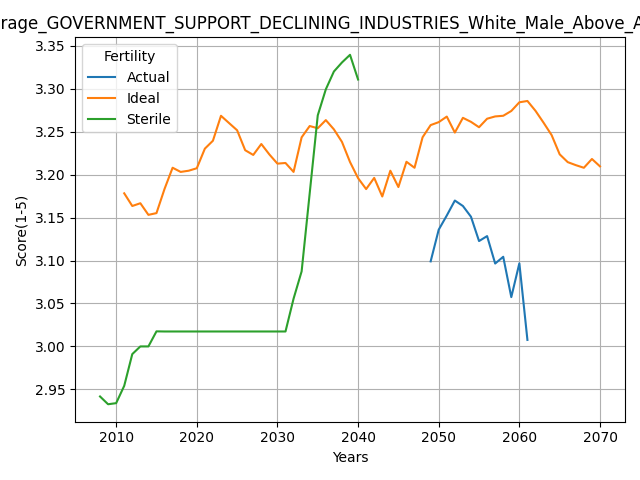 rage_GOVERNMENT_SUPPORT_DECLINING_INDUSTRIES_White_Male_Above_A
Fertility
Actual
Ideal
Sterile
3.35
3.30
3.25
3.20
3.15
3.10
3.05
3.00
2.95
Score(1-5)
2010 2020 2030 2040 2050 2060 2070
Years